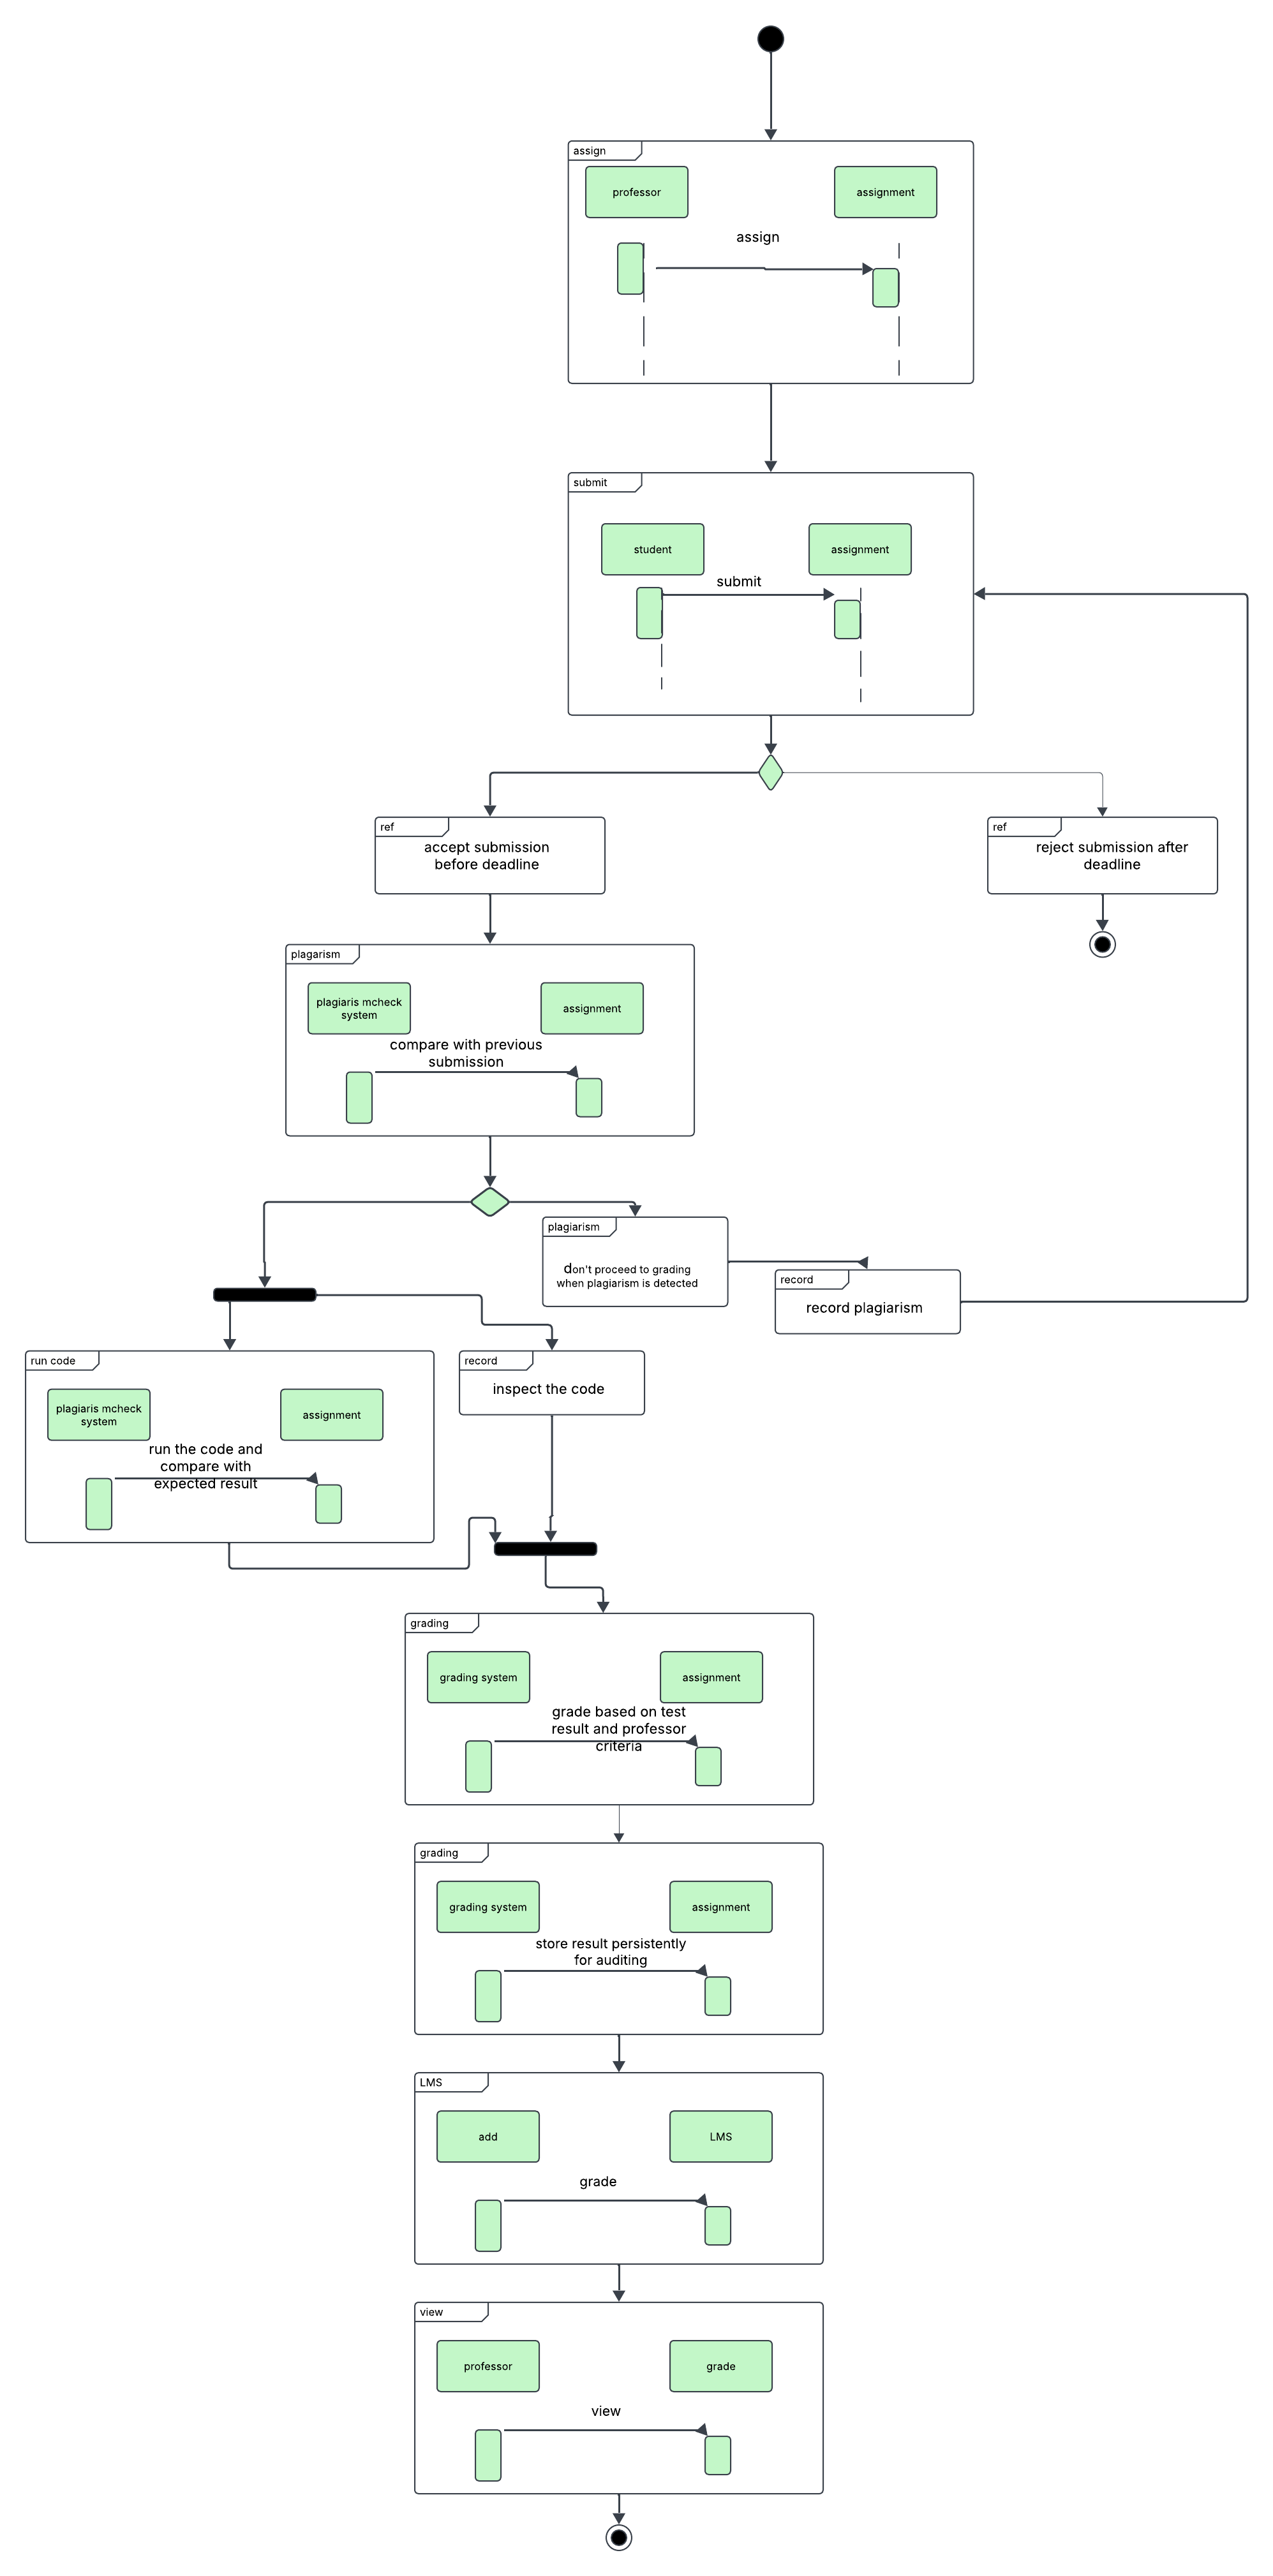 assign
professor
assignment
assign
submit
student
assignment
submit
ref
accept submission
before deadline
ref
reject submission after
deadline
plagarism
plagiaris mcheck
system
assignment
compare with previous
submission
plagiarism
don't proceed to grading
when plagiarism is detected
record
record plagiarism
run code
plagiaris mcheck
system
assignment
run the code and
compare with
expected result
record
inspect the code
grading
grading system
assignment
grade based on test
result and professor
criteria
grading
grading system
assignment
store result persistently
for auditing
LMS
add
LMS
grade
view
professor
grade
view